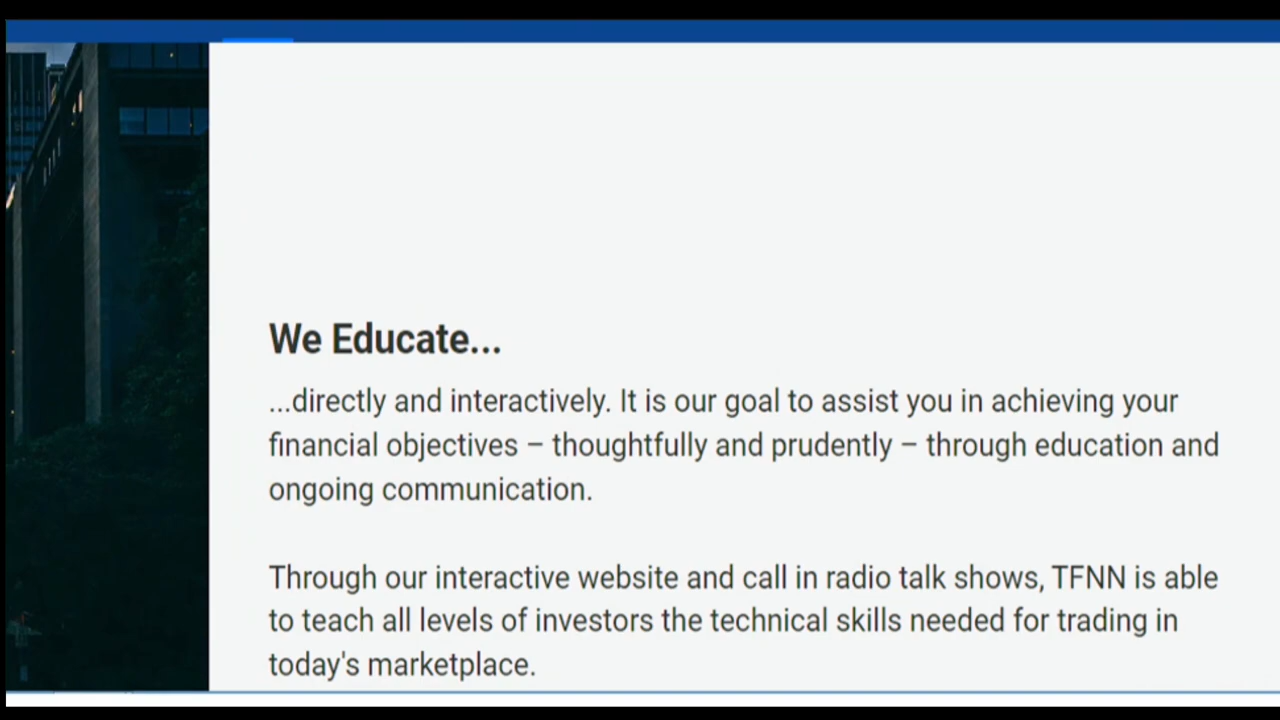 We Educate...
...directly and interactively. It is our goal to assist you in achieving your
financial objectives – thoughtfully and prudently – through education and
ongoing communication.
Through our interactive website and call in radio talk shows, TFNN is able
to teach all levels of investors the technical skills needed for trading in
today's marketplace.